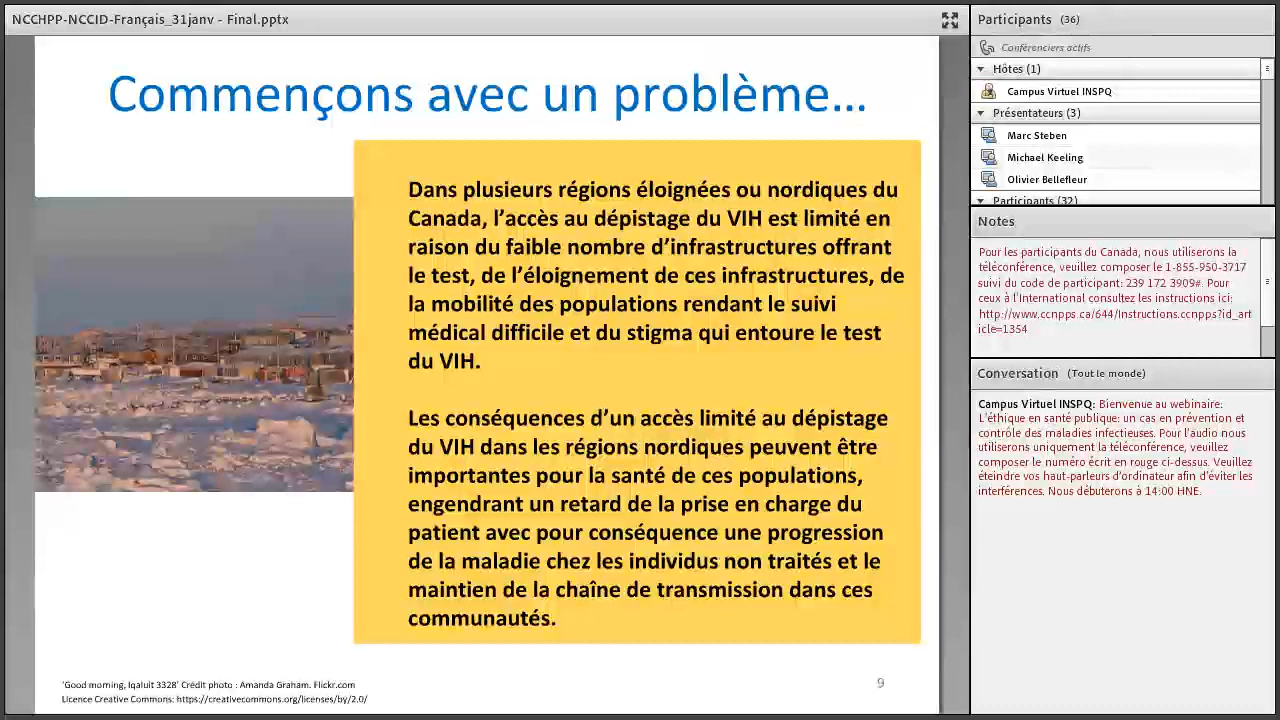 NCCHPP-NCCID-Français_31janv - Final.pptx
Commençons avec un problème...
Dans plusieurs régions éloignées ou nordiques du
Canada, l’accès au dépistage du VIH est limité en
raison du faible nombre d’infrastructures offrant
le test, de l’éloignement de ces infrastructures, de
la mobilité des populations rendant le suivi
médical difficile et du stigma qui entoure le test
du VIH.
Les conséquences d’un accès limité au dépistage
du VIH dans les régions nordiques peuvent être
importantes pour la santé de ces populations,
engendrant un retard de la prise en charge du
patient avec pour conséquence une progression
de la maladie chez les individus non traités et le
maintien de la chaîne de transmission dans ces
communautés.
'Good morning, Iqaluit 3328' Crédit photo : Amanda Graham. Flickr.com
Licence Creative Commons: https://creativecommons.org/licenses/by/2.0/
9
Participants (36)
Conférenciers actifs
Hôtes (1)
Campus Virtuel INSPQ
Présentateurs (3)
Marc Steben
Michael Keeling
Olivier Bellefleur
Participants (32)
Notes
Pour les participants du Canada, nous utiliserons la
téléconférence, veuillez composer le 1-855-950-3717
suivi du code de participant: 239 172 3909#. Pour
ceux à l'International consultez les instructions ici:
http://www.ccnpps.ca/644/Instructions.ccnpps?id_art
icle=1354
Conversation (Tout le monde)
Campus Virtuel INSPQ: Bienvenue au webinaire:
L'éthique en santé publique: un cas en prévention et
contrôle des maladies infectieuses. Pour l'audio nous
utiliserons uniquement la téléconférence, veuillez
composer le numéro écrit en rouge ci-dessus. Veuillez
éteindre vos haut-parleurs d'ordinateur afin d'éviter les
interférences. Nous débuterons à 14:00 HNE.